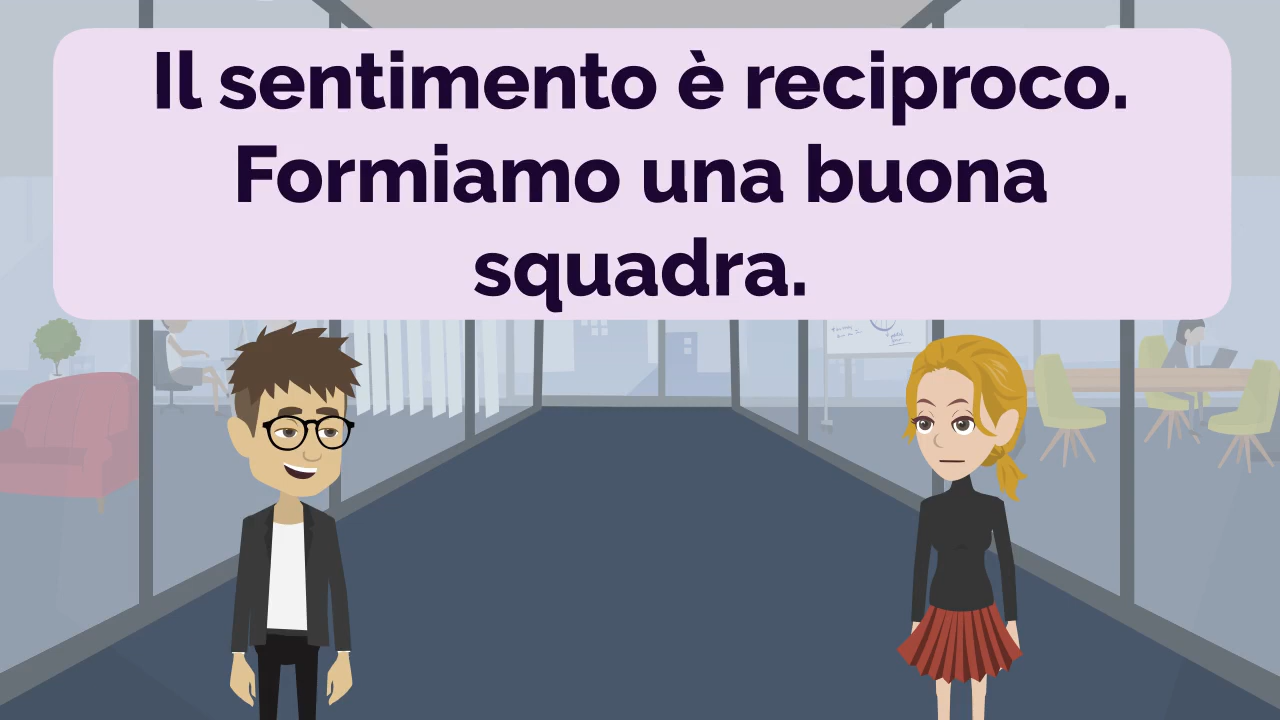 Il sentimento è reciproco.
Formiamo una buona
squadra.